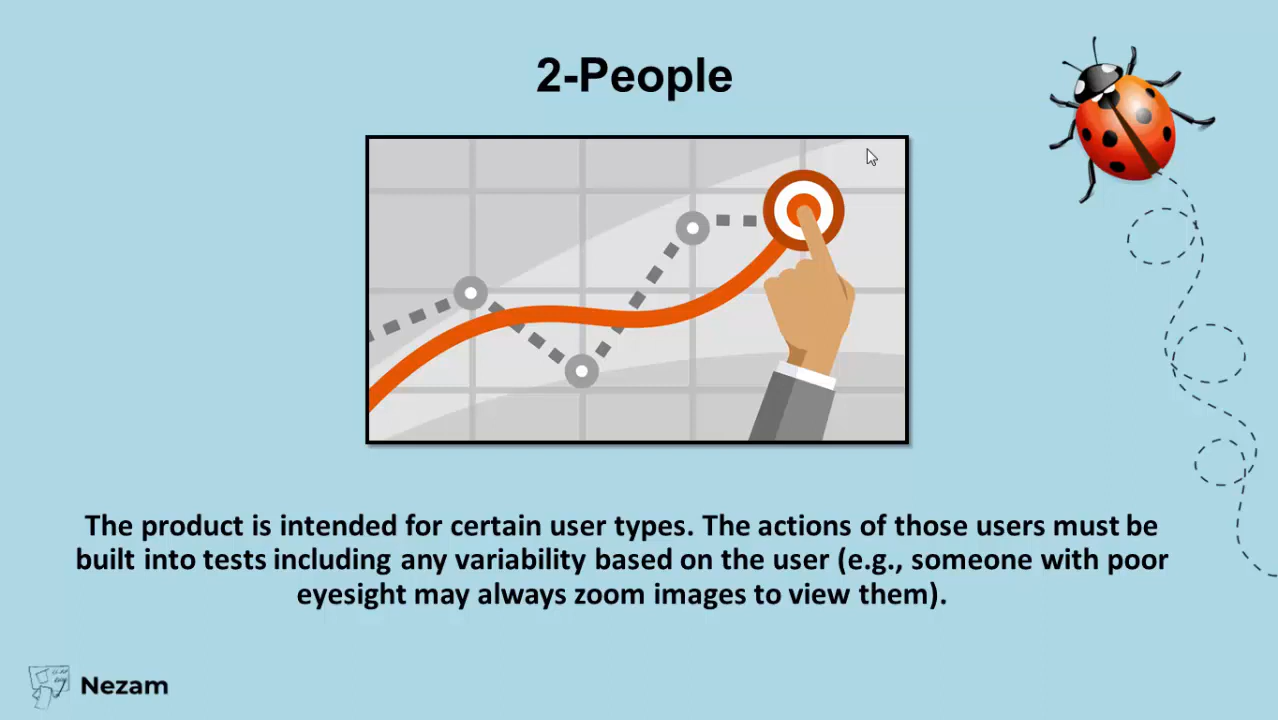 2-People
The product is intended for certain user types. The actions of those users must be
built into tests including any variability based on the user (e.g., someone with poor
eyesight may always zoom images to view them).
Nezam